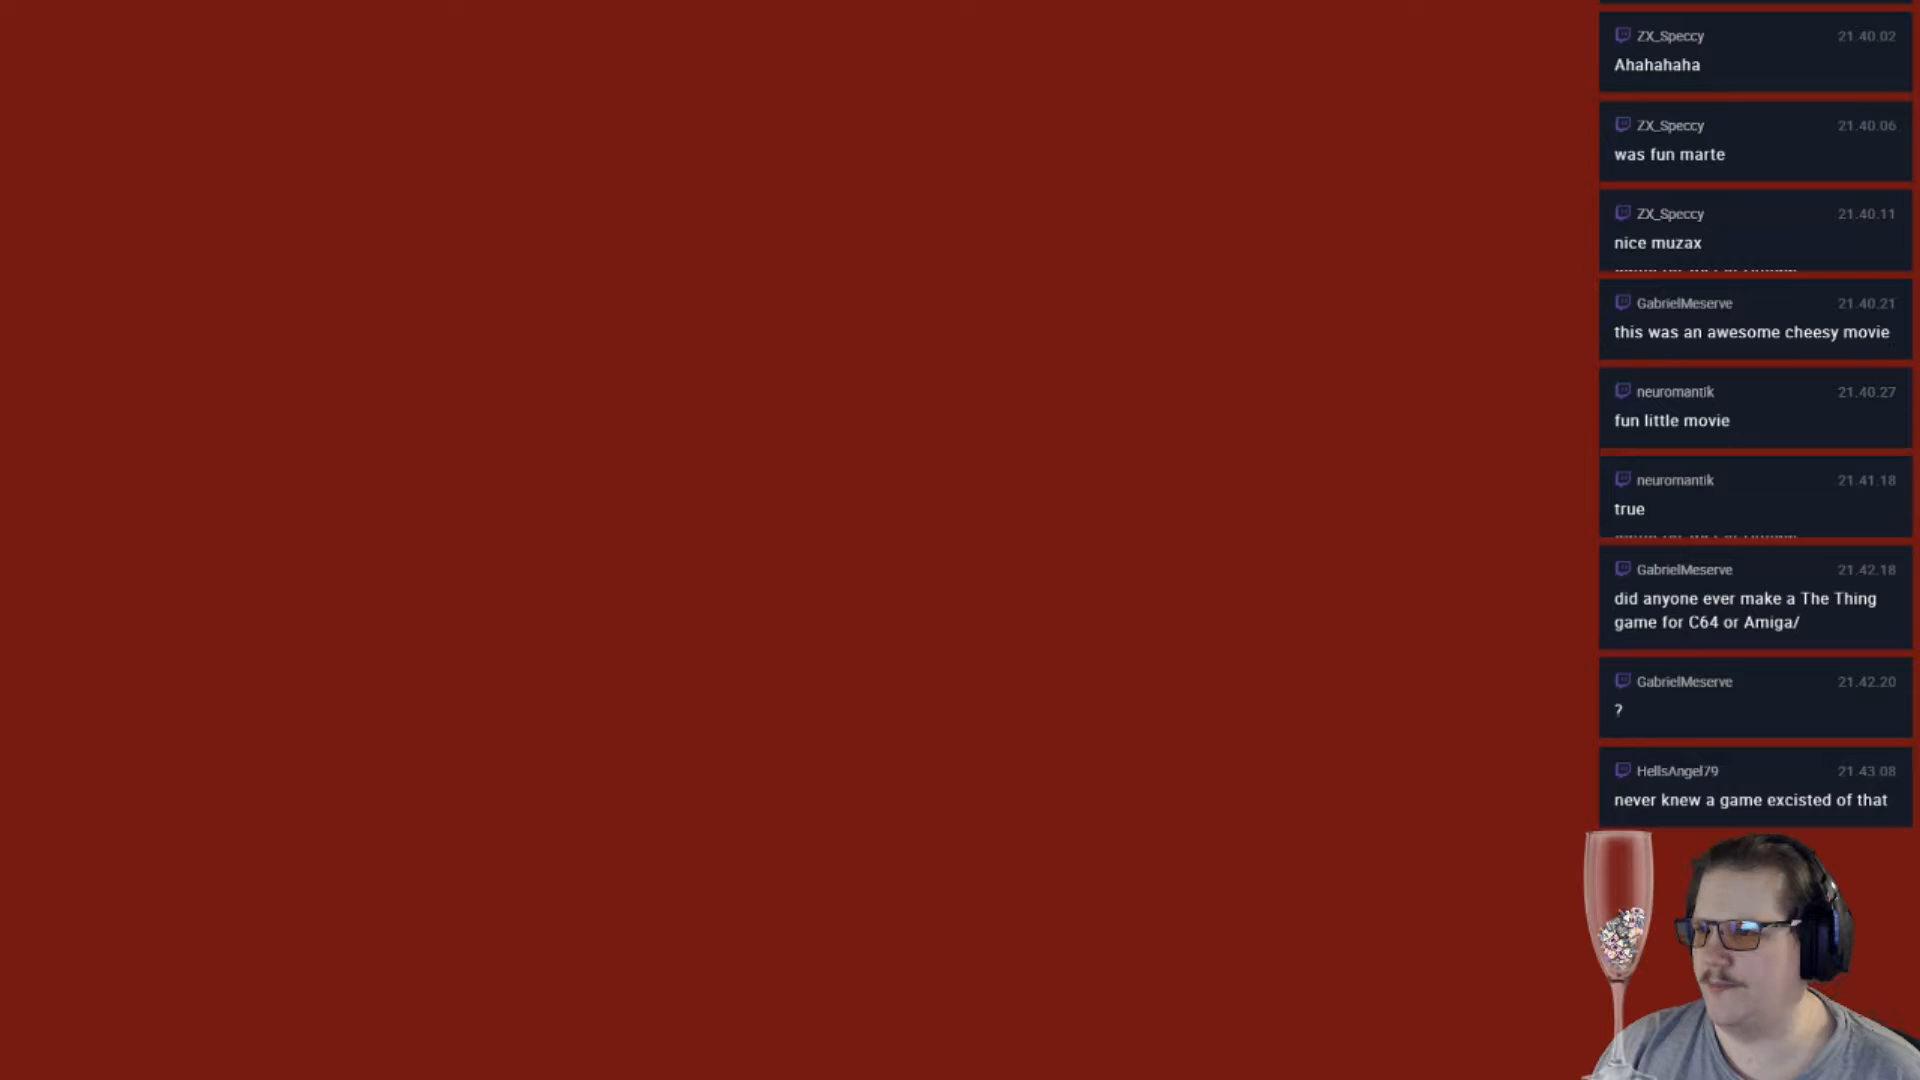 ZX_Speccy 21.40.02
Ahahahaha
ZX_Speccy 21.40.06
was fun marte
ZX_Speccy 21.40.11
nice muzax
GabrielMeserve 21.40.21
this was an awesome cheesy movie
neuromantik 21.40.27
fun little movie
neuromantik 21.41.18
true
GabrielMeserve 21.42.18
did anyone ever make a The Thing
game for C64 or Amiga/
GabrielMeserve 21.42.20
?
HellsAngel79 21.43.08
never knew a game excisted of that